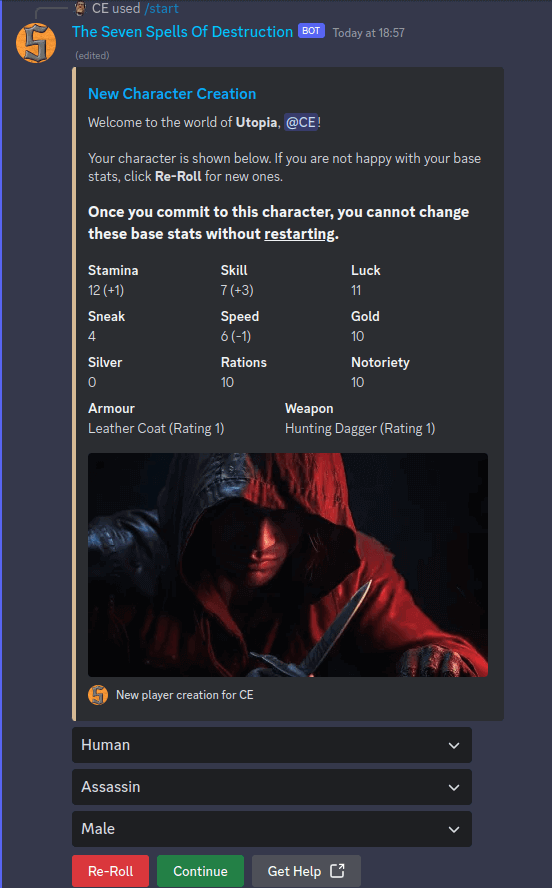 CE used /start
The Seven Spells Of Destruction BOT Today at 18:57
(edited)
New Character Creation
Welcome to the world of Utopia, @CE!
Your character is shown below. If you are not happy with your base
stats, click Re-Roll for new ones.
Once you commit to this character, you cannot change
these base stats without restarting.
Stamina Skill Luck
12 (+1) 7 (+3) 11
Sneak Speed Gold
4 6 (-1) 10
Silver Rations Notoriety
0 10 10
Armour Weapon
Leather Coat (Rating 1) Hunting Dagger (Rating 1)
New player creation for CE
Human
Assassin
Male
Re-Roll Continue Get Help